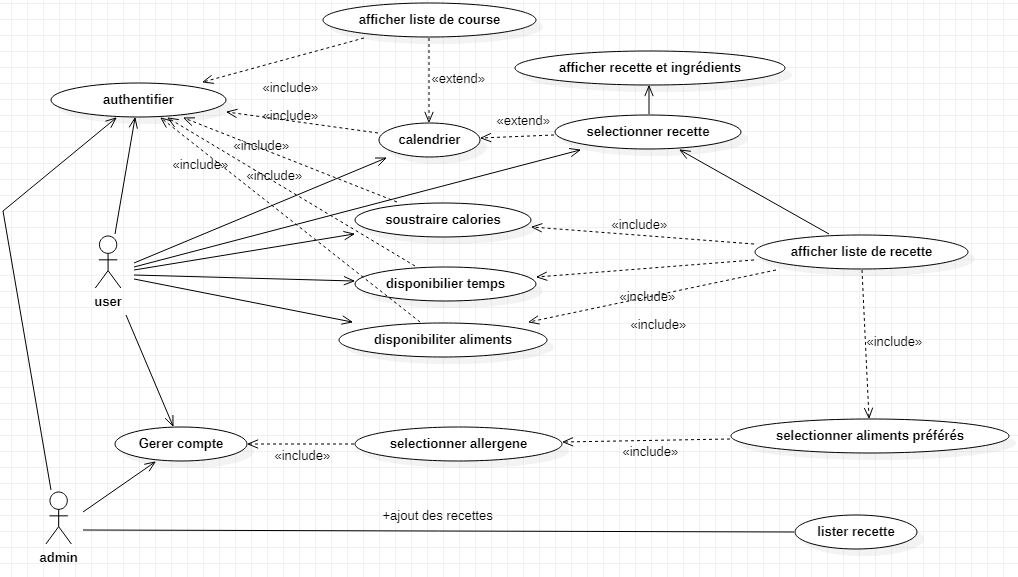 afficher liste de course
afficher recette et ingrédients
«extend»
«include»
authentifier
«include»
«extend»
selectionner recette
calendrier
«include»
«include»
«include»
soustraire calories
«include»
afficher liste de recette
user
disponibilier temps
«include»
«include»
disponibiliter aliments
«include»
Gerer compte
selectionner allergene
selectionner aliments préférés
«include»
«include»
+ajout des recettes
lister recette
admin